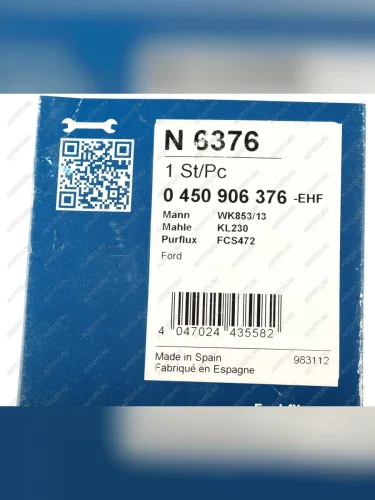 N 6376
1 St/Pc
0 450 906 376 -EHF
Mann WK853/13
Mahle KL230
Purflux FCS472
Ford
4 047024 435582
Made in Spain 983112
Fabriqué en Espagne